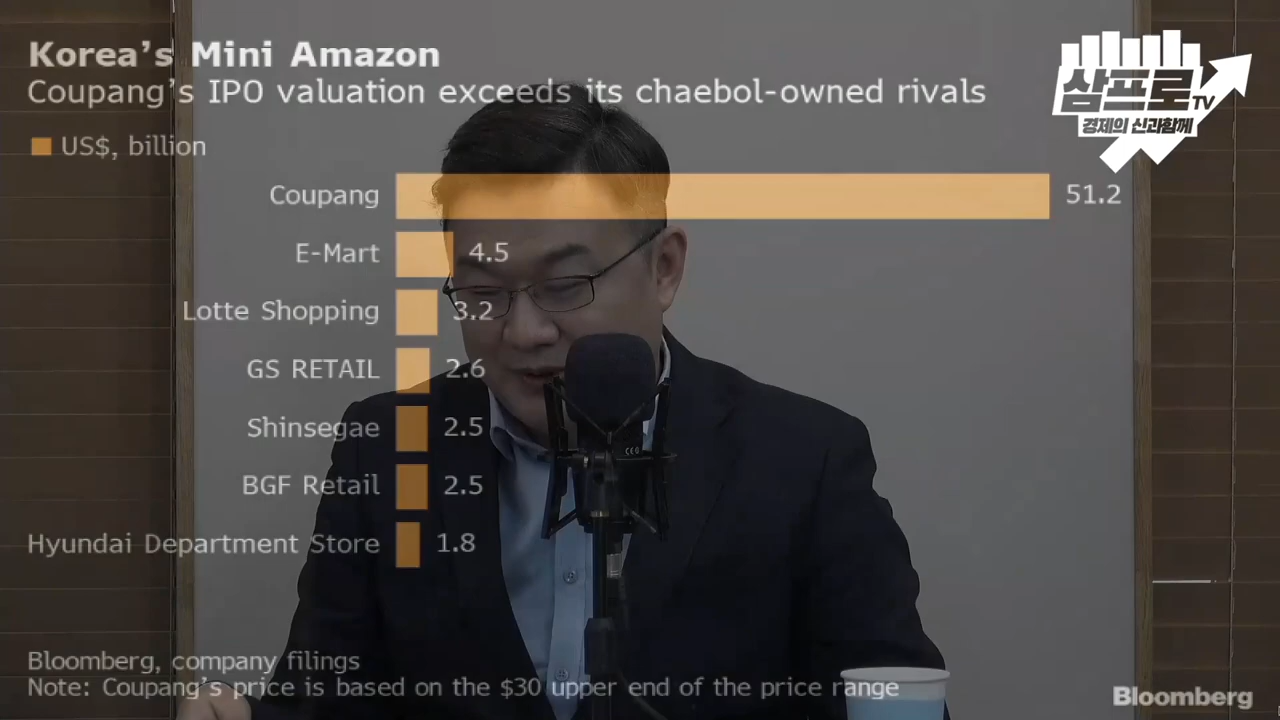 Korea's Mini Amazon
Coupang's IPO valuation exceeds its chaebol-owned rivals
US$, billion
삼프로TV
경제의 신과함께
Coupang 51.2
E-Mart 4.5
Lotte Shopping 3.2
GS RETAIL 2.6
Shinsegae 2.5
BGF Retail 2.5
Hyundai Department Store 1.8
Bloomberg, company filings
Note: Coupang's price is based on the $30 upper end of the price range
Bloomberg